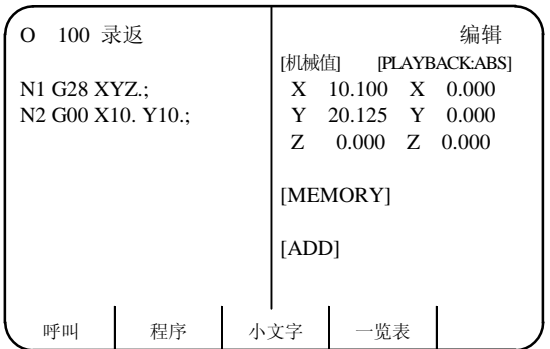 O 100 录返
N1 G28 XYZ.;
N2 G00 X10. Y10.;
编辑
[机械值] [PLAYBACK:ABS]
X 10.100 X 0.000
Y 20.125 Y 0.000
Z 0.000 Z 0.000
[MEMORY]
[ADD]
呼叫 程序 小文字 一览表